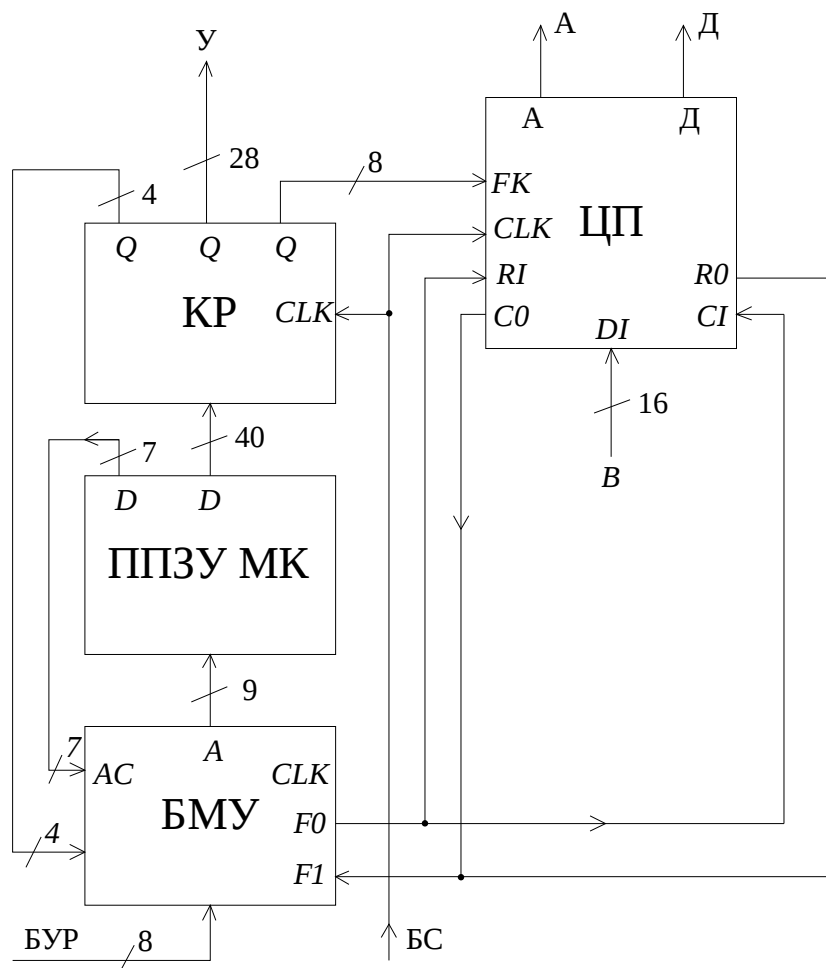 А Д
У
А Д
28
8
4
FK
Q Q Q
CLK
ЦП
КР
CLK
RI R0
C0 CI
DI
16
40
7
B
D D
ППЗУ МК
9
A
7
AC CLK
БМУ
F0
4
F1
БУР
8
БС